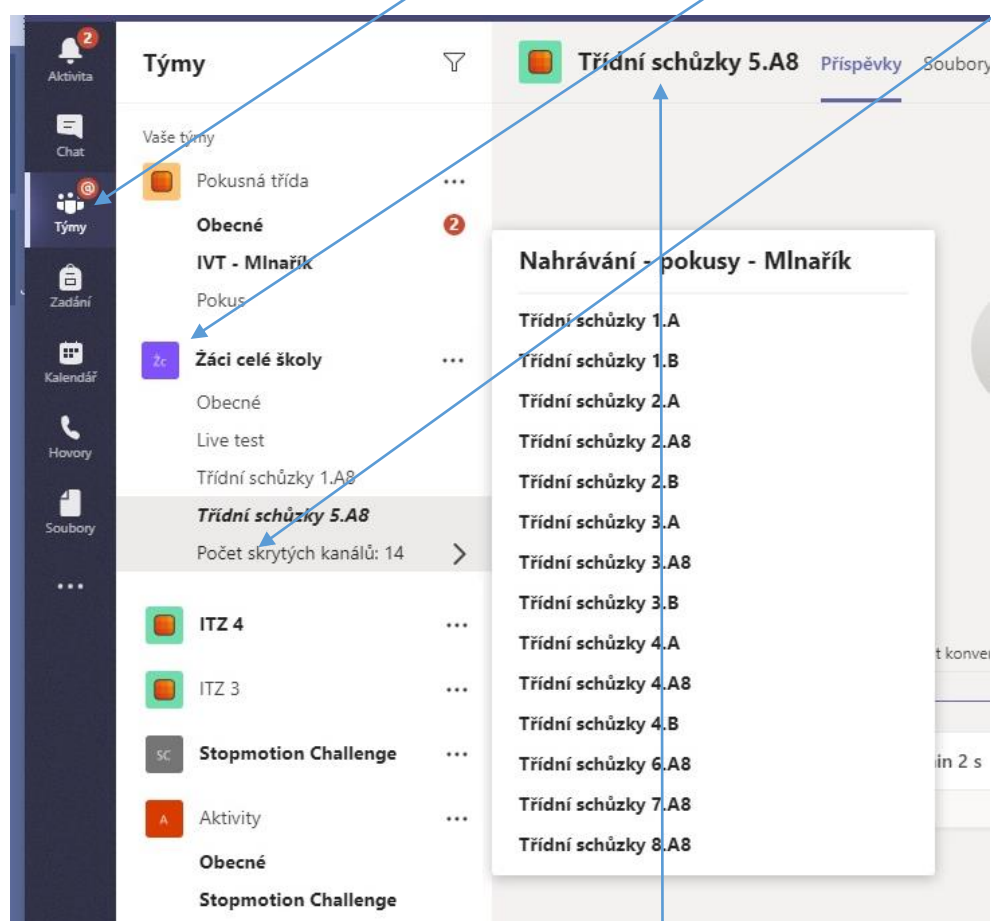 2
Aktivita
Chat
@
Týmy
Zadání
Kalendář
Hovory
Soubory
Týmy
Vaše týmy
Pokusná třída
Obecné
2
IVT - Mlnařík
Pokus
Žc
Žáci celé školy
Obecné
Live test
Třídní schůzky 1.A8
Třídní schůzky 5.A8
Počet skrytých kanálů: 14
ITZ 4
ITZ 3
SC
Stopmotion Challenge
A
Aktivity
Obecné
Stopmotion Challenge
Třídní schůzky 5.A8 Příspěvky Soubory
Nahrávání - pokusy - Mlnařík
Třídní schůzky 1.A
Třídní schůzky 1.B
Třídní schůzky 2.A
Třídní schůzky 2.A8
Třídní schůzky 2.B
Třídní schůzky 3.A
Třídní schůzky 3.A8
Třídní schůzky 3.B
Třídní schůzky 4.A
Třídní schůzky 4.A8
Třídní schůzky 4.B
Třídní schůzky 6.A8
Třídní schůzky 7.A8
Třídní schůzky 8.A8
2 s